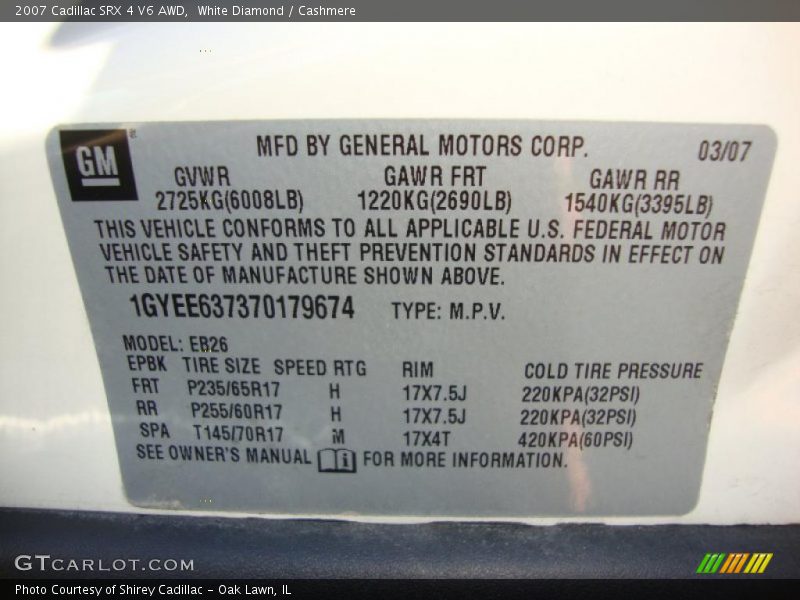 2007 Cadillac SRX 4 V6 AWD,  White Diamond / Cashmere
GM
MFD BY GENERAL MOTORS CORP.
03/07
GVWR GAWR FRT GAWR RR
2725KG(6008LB) 1220KG(2690LB) 1540KG(3395LB)
THIS VEHICLE CONFORMS TO ALL APPLICABLE U.S. FEDERAL MOTOR
VEHICLE SAFETY AND THEFT PREVENTION STANDARDS IN EFFECT ON
THE DATE OF MANUFACTURE SHOWN ABOVE.
1GYEE637370179674 TYPE: M.P.V.
MODEL: EB26
EPBK TIRE SIZE SPEED RTG RIM COLD TIRE PRESSURE
FRT P235/65R17 H 17X7.5J 220KPA(32PSI)
RR P255/60R17 H 17X7.5J 220KPA(32PSI)
SPA T145/70R17 M 17X4T 420KPA(60PSI)
SEE OWNER'S MANUAL i FOR MORE INFORMATION.
GTCARLOT.COM
Photo Courtesy of Shirey Cadillac - Oak Lawn, IL